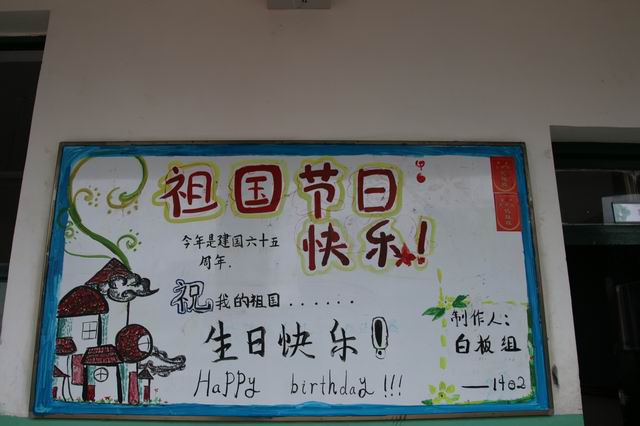 祖国节日
快乐!
今年是建国六十五
周年.
祝我的祖国......
生日快乐!
HaPPy birthday!!!
制作人:
白板组
——1402